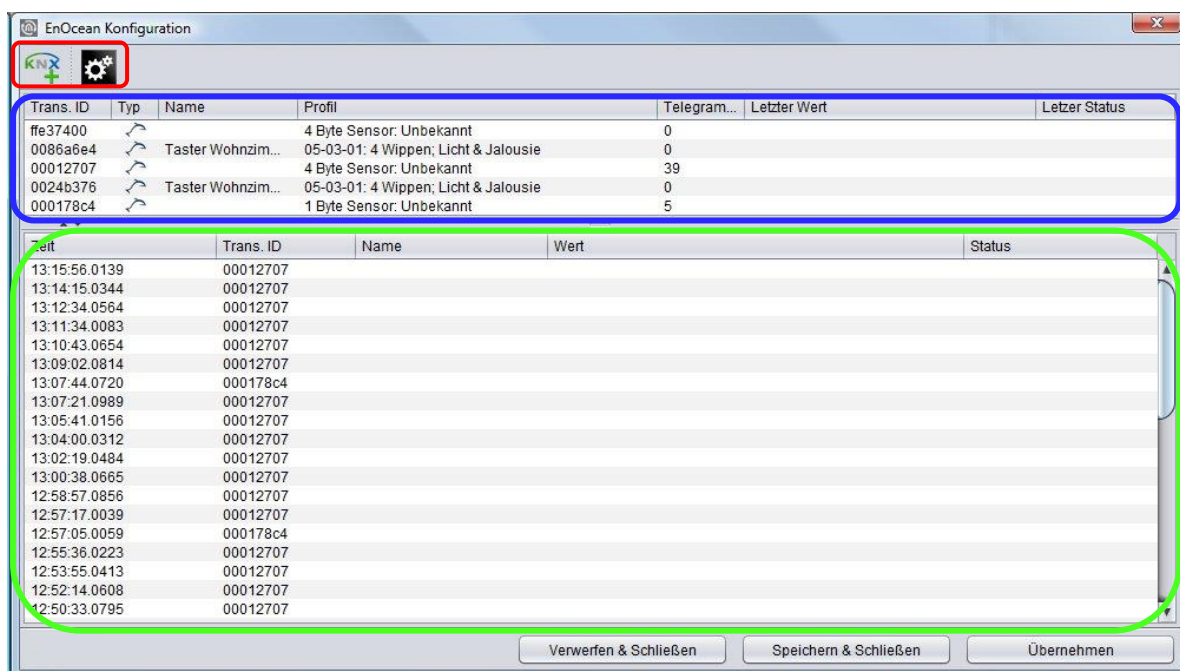 EnOcean Konfiguration
KNX
Trans. ID Typ Name Profil Telegram... Letzter Wert Letzer Status
ffe37400 4 Byte Sensor: Unbekannt 0
0086a6e4 Taster Wohnzim... 05-03-01: 4 Wippen; Licht & Jalousie 0
00012707 4 Byte Sensor: Unbekannt 39
0024b376 Taster Wohnzim... 05-03-01: 4 Wippen; Licht & Jalousie 0
000178c4 1 Byte Sensor: Unbekannt 5
Zeit Trans. ID Name Wert Status
13:15:56.0139 00012707
13:14:15.0344 00012707
13:12:34.0564 00012707
13:11:34.0083 00012707
13:10:43.0654 00012707
13:09:02.0814 00012707
13:07:44.0720 000178c4
13:07:21.0989 00012707
13:05:41.0156 00012707
13:04:00.0312 00012707
13:02:19.0484 00012707
13:00:38.0665 00012707
12:58:57.0856 00012707
12:57:17.0039 00012707
12:57:05.0059 000178c4
12:55:36.0223 00012707
12:53:55.0413 00012707
12:52:14.0608 00012707
12:50:33.0795 00012707
Verwerfen & Schließen Speichern & Schließen Übernehmen